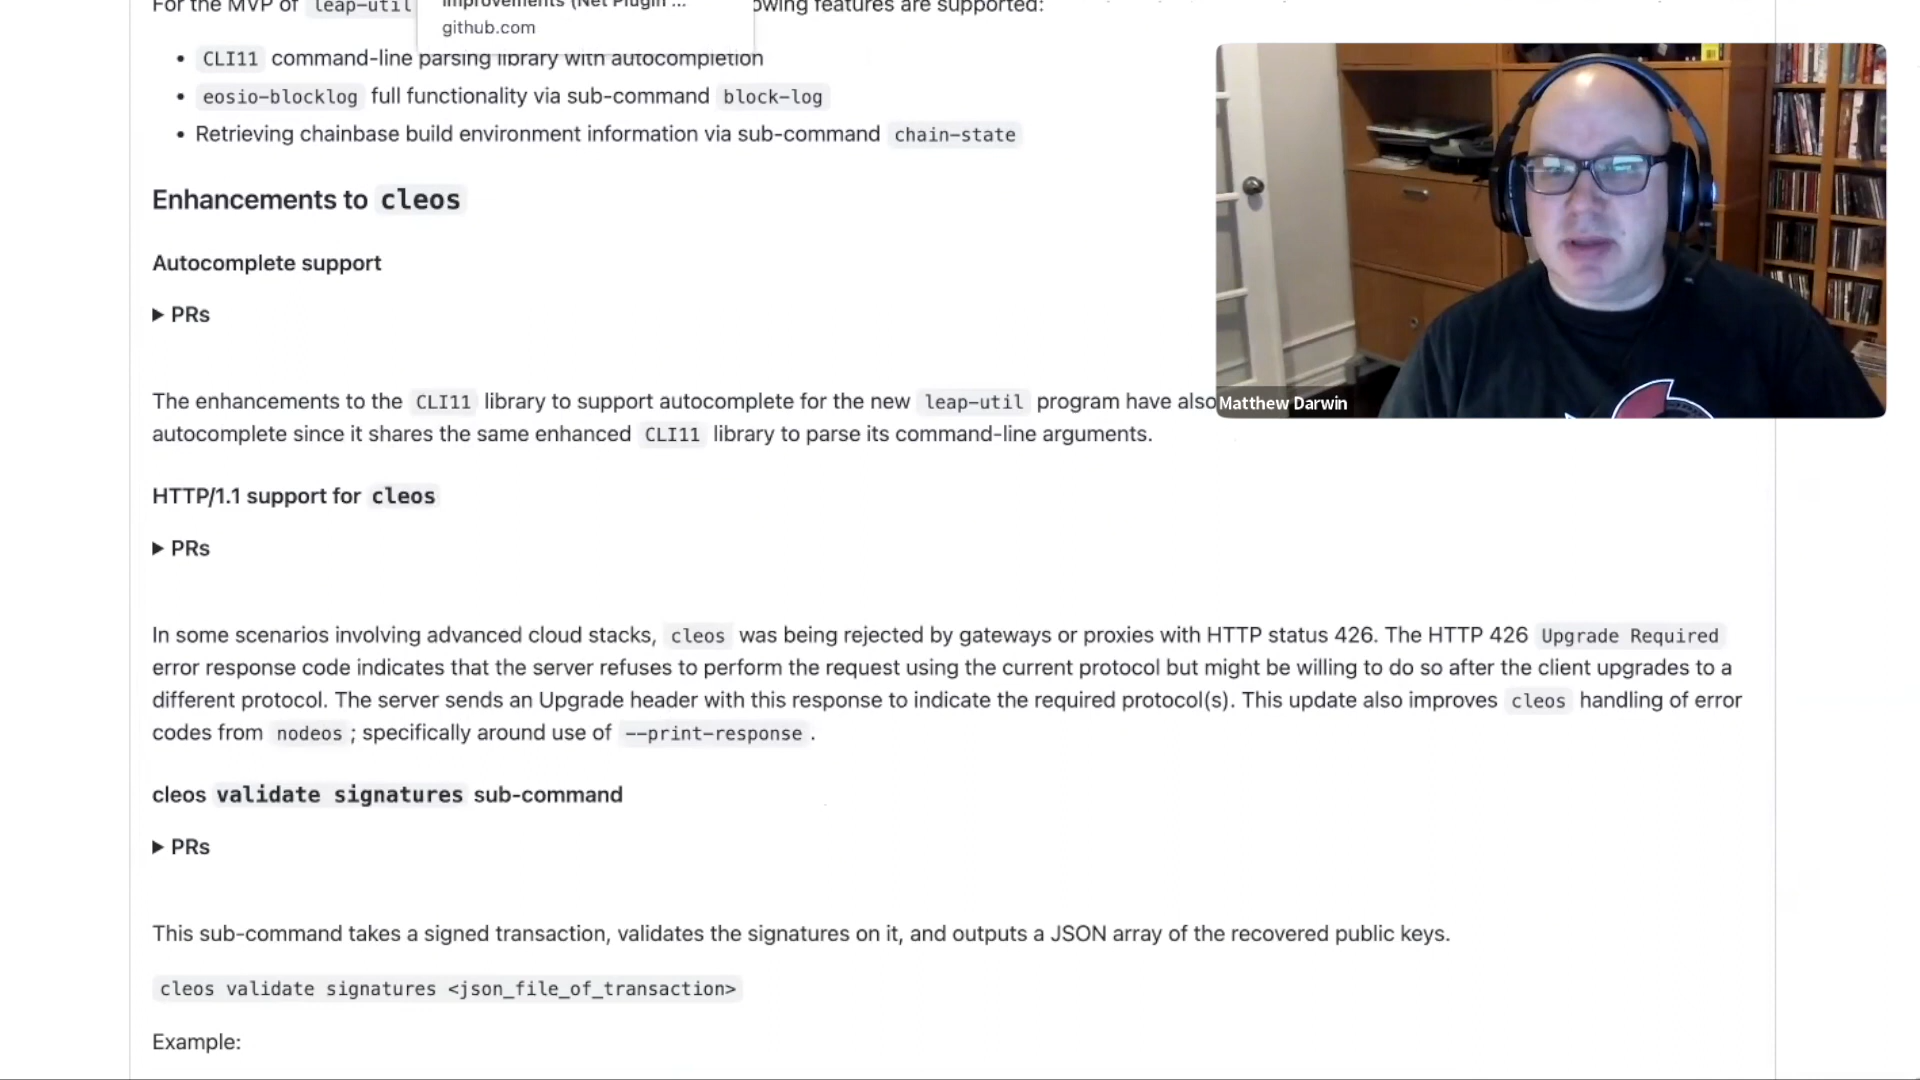 For the MVP of leap-util
owing features are supported:
improvements (Net Plugin ...
github.com
• CLI11 command-line parsing library with autocompletion
• eosio-blocklog full functionality via sub-command block-log
• Retrieving chainbase build environment information via sub-command chain-state
Enhancements to cleos
Autocomplete support
▶ PRs
The enhancements to the CLI11 library to support autocomplete for the new leap-util program have also
autocomplete since it shares the same enhanced CLI11 library to parse its command-line arguments.
Matthew Darwin
HTTP/1.1 support for cleos
▶ PRs
In some scenarios involving advanced cloud stacks, cleos was being rejected by gateways or proxies with HTTP status 426. The HTTP 426 Upgrade Required
error response code indicates that the server refuses to perform the request using the current protocol but might be willing to do so after the client upgrades to a
different protocol. The server sends an Upgrade header with this response to indicate the required protocol(s). This update also improves cleos handling of error
codes from nodeos ; specifically around use of --print-response .
cleos validate signatures sub-command
▶ PRs
This sub-command takes a signed transaction, validates the signatures on it, and outputs a JSON array of the recovered public keys.
cleos validate signatures <json_file_of_transaction>
Example: